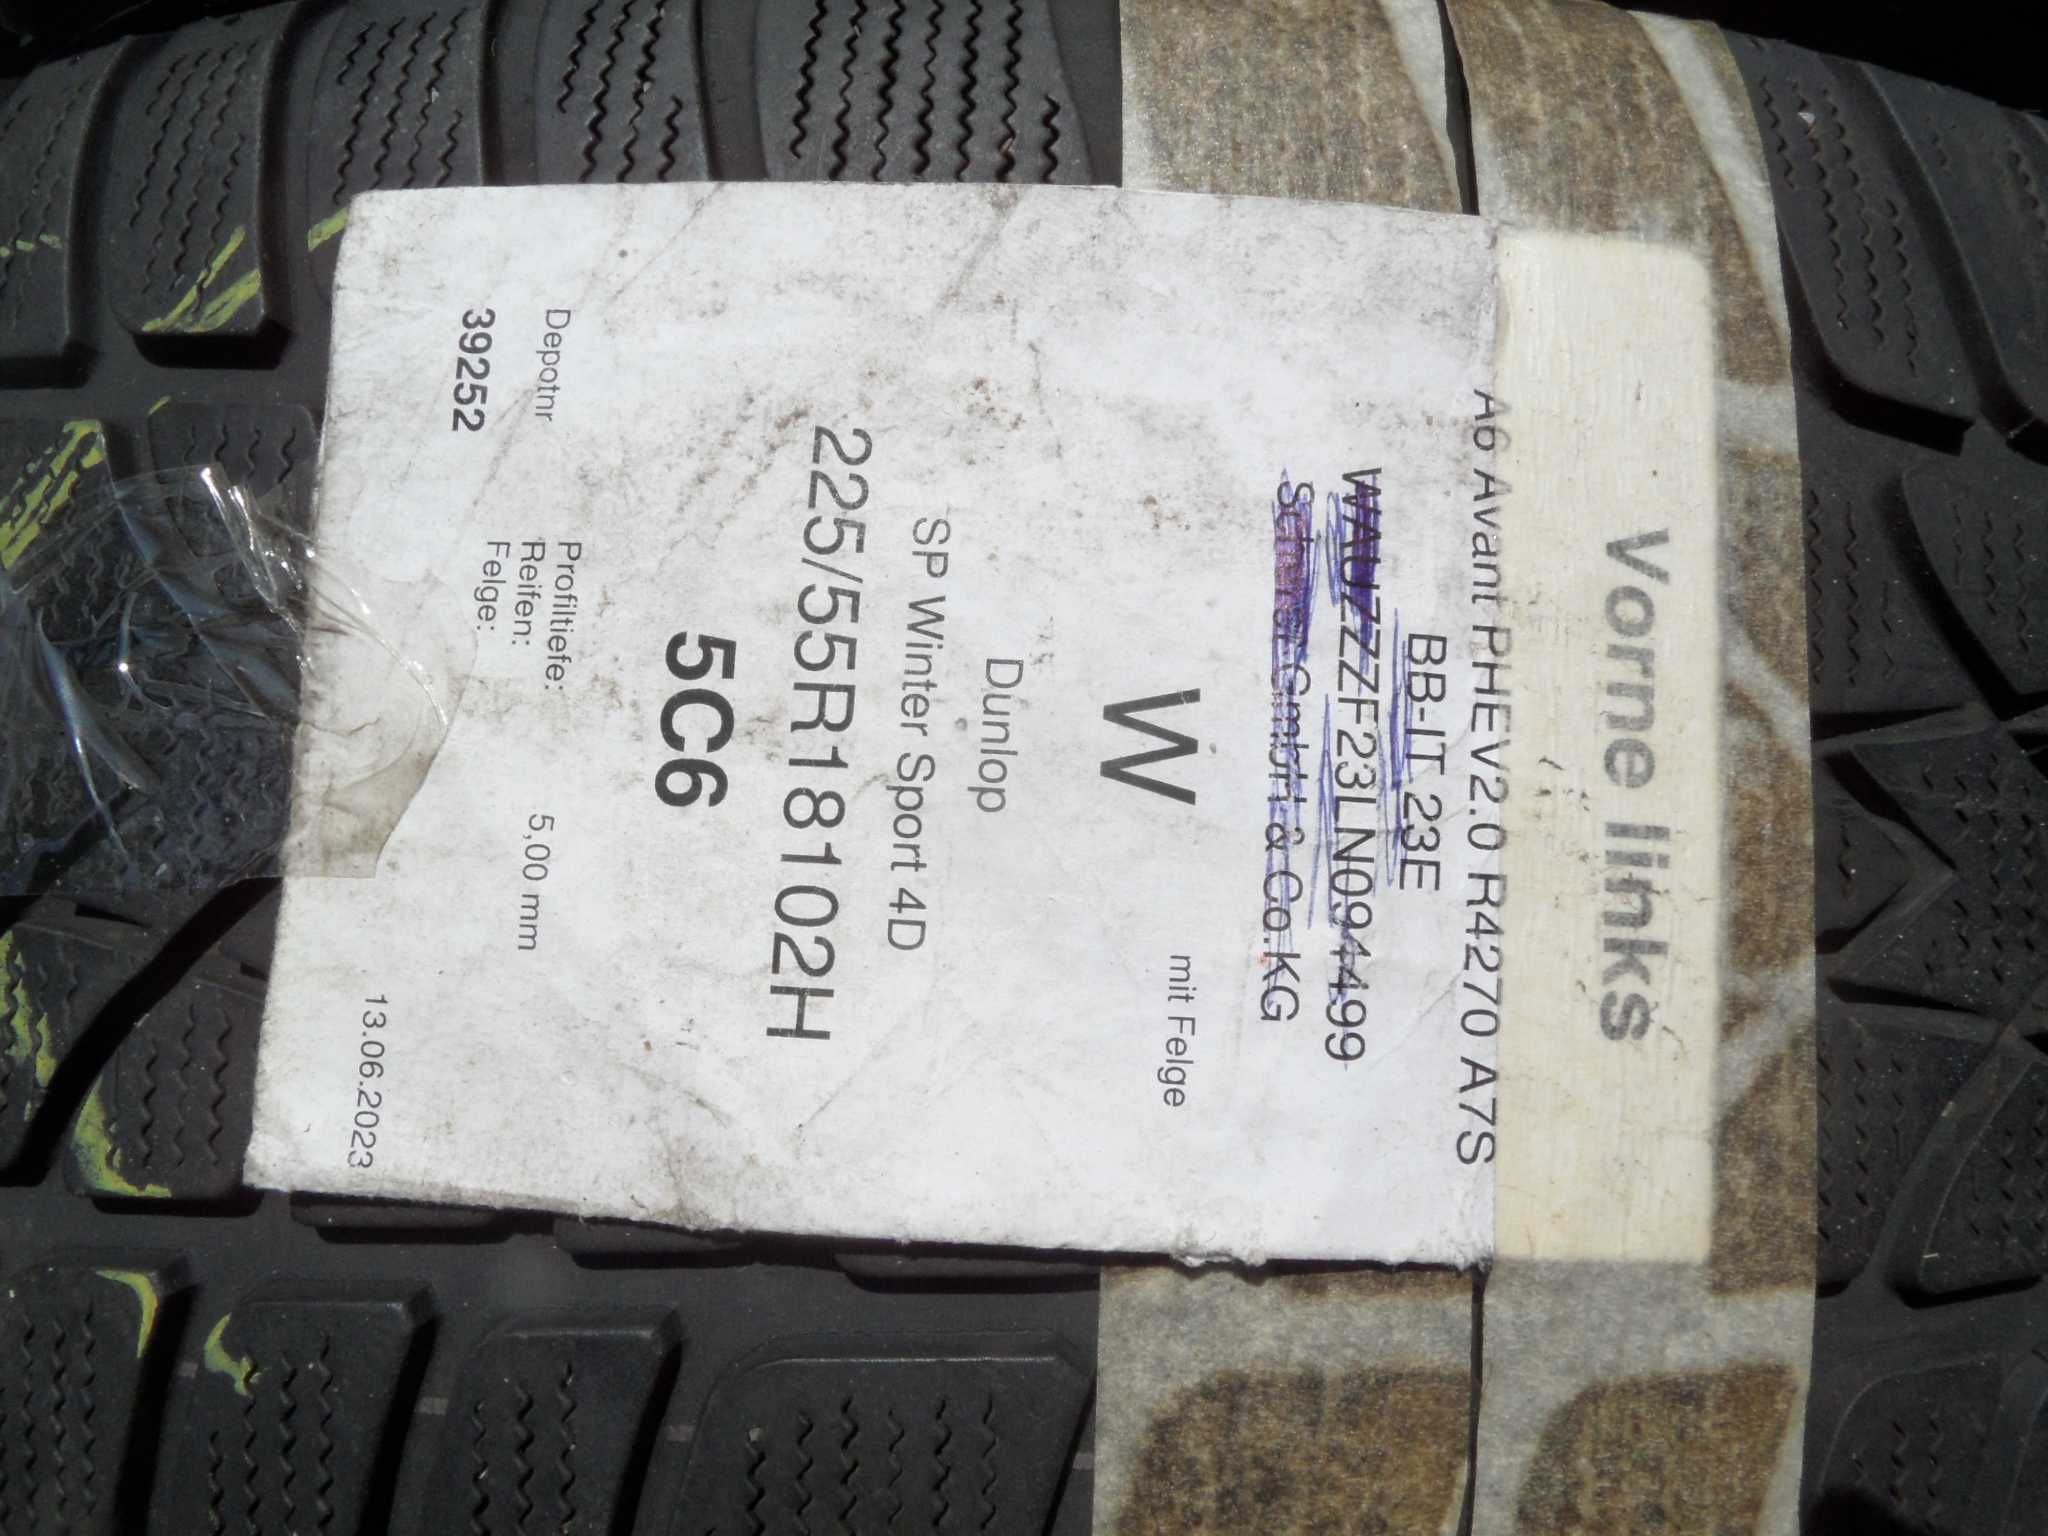 Vorne links
A6 Avant PHEV2.0 R4270 A7S
BB-IT 23E
WAUZZZF23LN094499
GmbH & Co.KG
mit Felge
W
Dunlop
SP Winter Sport 4D
225/55R18102H
5C6
Depotnr
39252
Profiltiefe:
Reifen: 5,00 mm
Felge:
13.06.2023